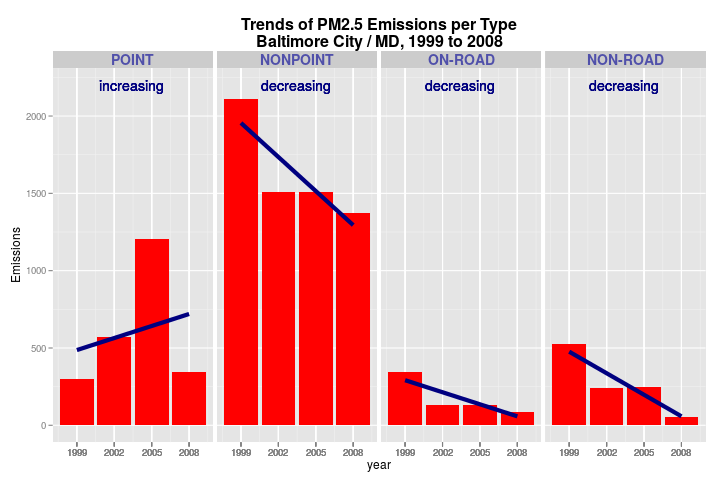 Trends of PM2.5 Emissions per Type
Baltimore City / MD, 1999 to 2008
POINT NONPOINT ON-ROAD NON-ROAD
increasing decreasing decreasing decreasing
2000
1500
1000
500
0
Emissions
1999 2002 2005 2008 1999 2002 2005 2008 1999 2002 2005 2008 1999 2002 2005 2008
year